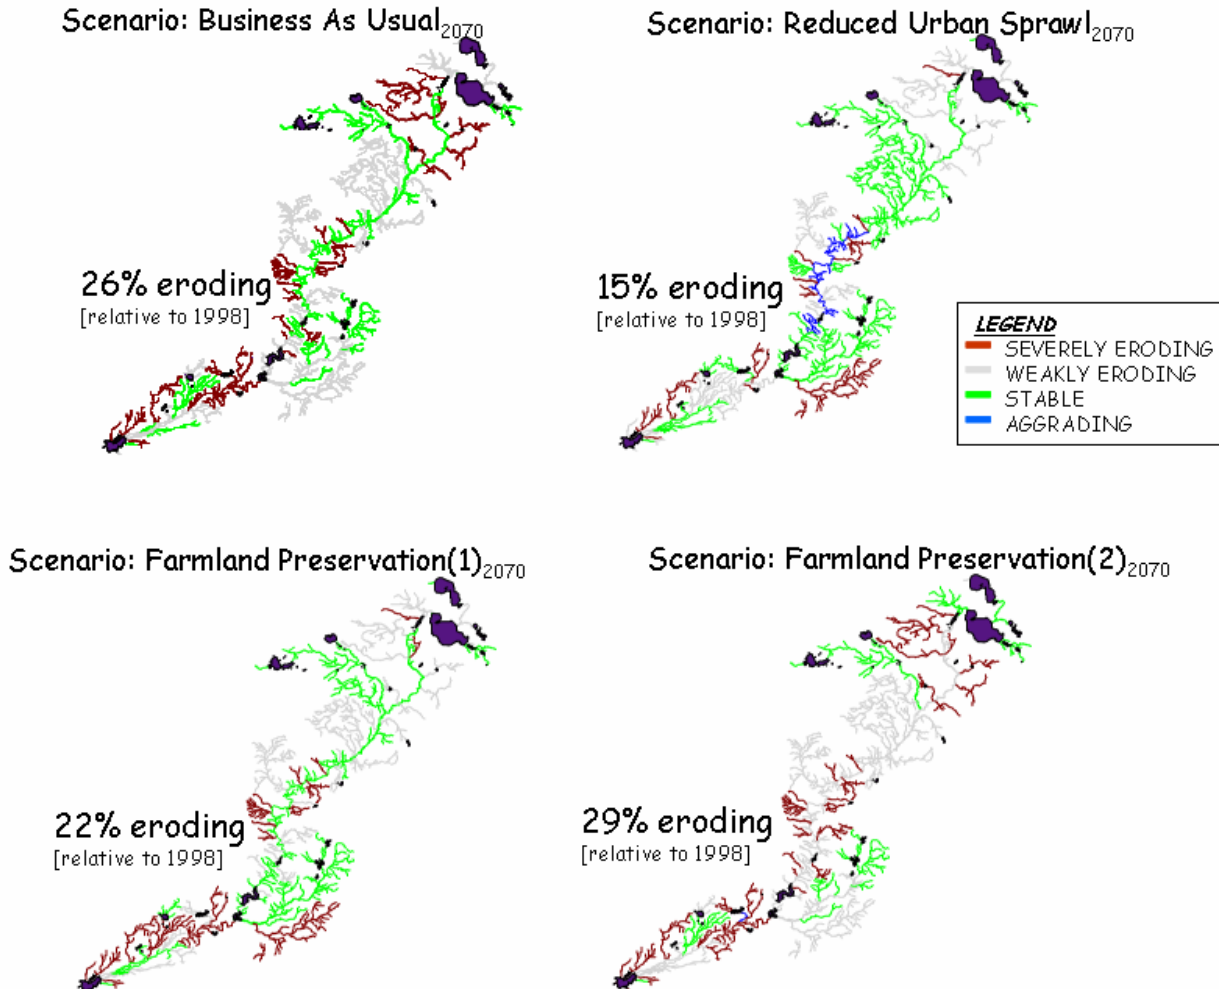 Scenario: Business As Usual2070
Scenario: Reduced Urban Sprawl2070
26% eroding
[relative to 1998]
15% eroding
[relative to 1998]
LEGEND
SEVERELY ERODING
WEAKLY ERODING
STABLE
AGGRADING
Scenario: Farmland Preservation(1)2070
Scenario: Farmland Preservation(2)2070
22% eroding
[relative to 1998]
29% eroding
[relative to 1998]